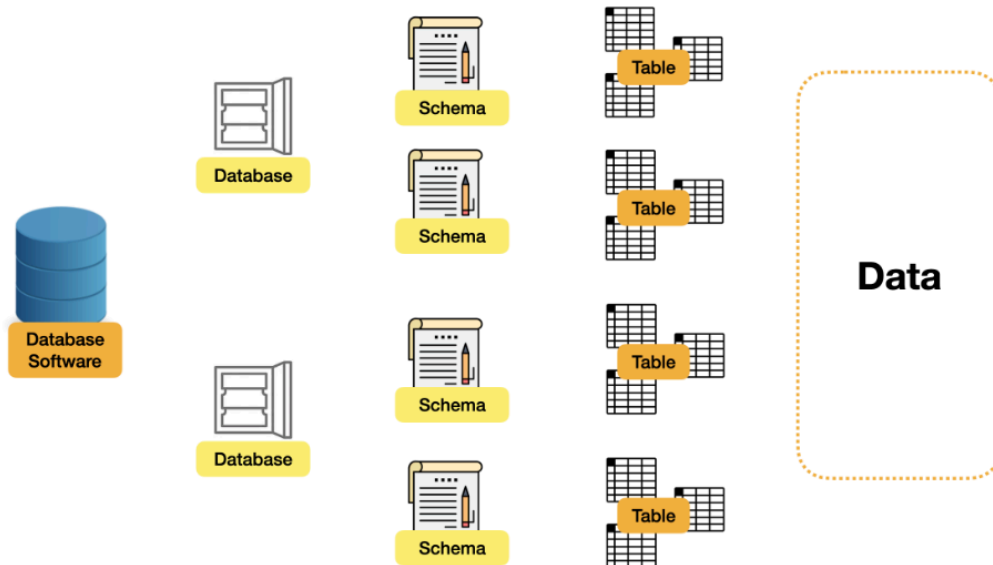 Schema
Table
Database
Schema
Table
Database
Software
Data
Schema
Table
Database
Schema
Table